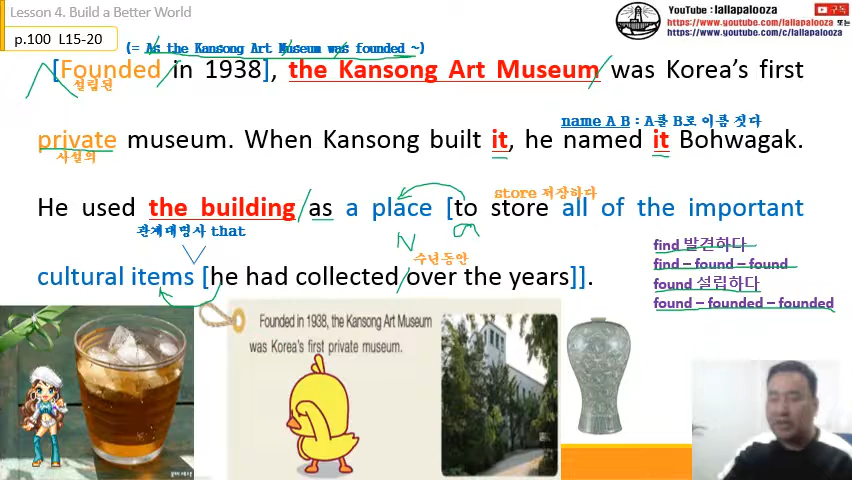 Lesson 4. Build a Better World
p.100  L15-20
YouTube : lallapalooza 구독
https://www.youtube.com/lallapalooza 또는
https://www.youtube.com/c/lallapalooza
(= As the Kansong Art Museum was founded ~)
[Founded in 1938], the Kansong Art Museum was Korea's first
설립된
name A B : A를 B로 이름 짓다
private museum. When Kansong built it, he named it Bohwagak.
사설의
store 저장하다
He used the building as a place [to store all of the important
관계대명사 that
수년동안
cultural items [he had collected over the years]].
find 발견하다
find – found – found
found 설립하다
found – founded – founded
Founded in 1938, the Kansong Art Museum
was Korea's first private museum.